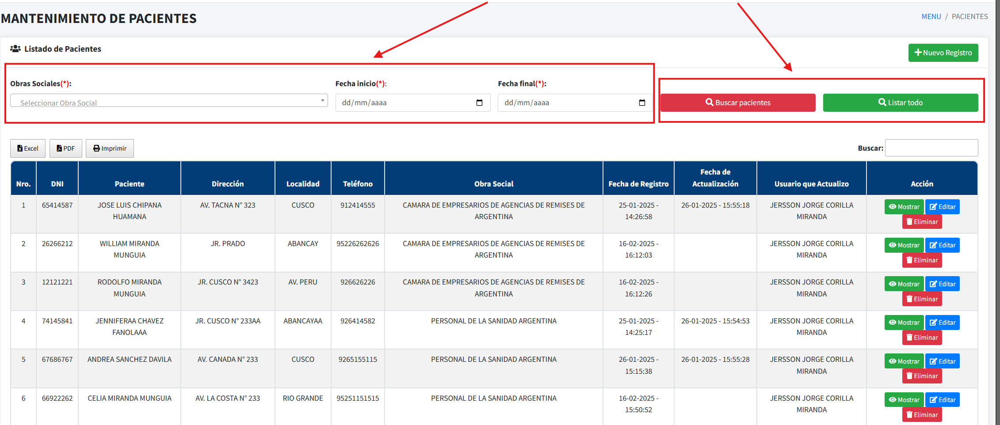 MANTENIMIENTO DE PACIENTES
MENU / PACIENTES
Listado de Pacientes
Nuevo Registro
Obras Sociales(*):
Fecha inicio(*):
Fecha final(*):
Seleccionar Obra Social
dd/mm/aaaa
dd/mm/aaaa
Buscar pacientes
Listar todo
Excel
PDF
Imprimir
Buscar:
Nro.
DNI
Paciente
Dirección
Localidad
Teléfono
Obra Social
Fecha de Registro
Fecha de
Actualización
Usuario que Actualizo
Acción
1
65414587
JOSE LUIS CHIPANA
HUAMANA
AV. TACNA N° 323
CUSCO
912414555
CAMARA DE EMPRESARIOS DE AGENCIAS DE REMISES DE
ARGENTINA
25-01-2025 -
14:26:58
26-01-2025 - 15:55:18
JERSSON JORGE CORILLA
MIRANDA
Mostrar
Editar
Eliminar
2
26266212
WILLIAM MIRANDA
MUNGUIA
JR. PRADO
ABANCAY
95226262626
CAMARA DE EMPRESARIOS DE AGENCIAS DE REMISES DE
ARGENTINA
16-02-2025 -
16:12:03
JERSSON JORGE CORILLA
MIRANDA
Mostrar
Editar
Eliminar
3
12121221
RODOLFO MIRANDA
MUNGUIA
JR. CUSCO N° 3423
AV. PERU
926626226
CAMARA DE EMPRESARIOS DE AGENCIAS DE REMISES DE
ARGENTINA
16-02-2025 -
16:12:26
JERSSON JORGE CORILLA
MIRANDA
Mostrar
Editar
Eliminar
4
74145841
JENNIFERAA CHAVEZ
FANOLAAA
JR. CUSCO N° 233AA
ABANCAYAA
926414582
PERSONAL DE LA SANIDAD ARGENTINA
25-01-2025 -
14:25:17
26-01-2025 - 15:54:53
JERSSON JORGE CORILLA
MIRANDA
Mostrar
Editar
Eliminar
5
67686767
ANDREA SANCHEZ DAVILA
AV. CANADA N° 233
CUSCO
9265155115
PERSONAL DE LA SANIDAD ARGENTINA
26-01-2025 -
15:15:38
26-01-2025 - 15:55:28
JERSSON JORGE CORILLA
MIRANDA
Mostrar
Editar
Eliminar
6
66922262
CELIA MIRANDA MUNGUIA
AV. LA COSTA N° 233
RIO GRANDE
95251151515
PERSONAL DE LA SANIDAD ARGENTINA
16-02-2025 -
15:50:52
JERSSON JORGE CORILLA
MIRANDA
Mostrar
Editar
Eliminar